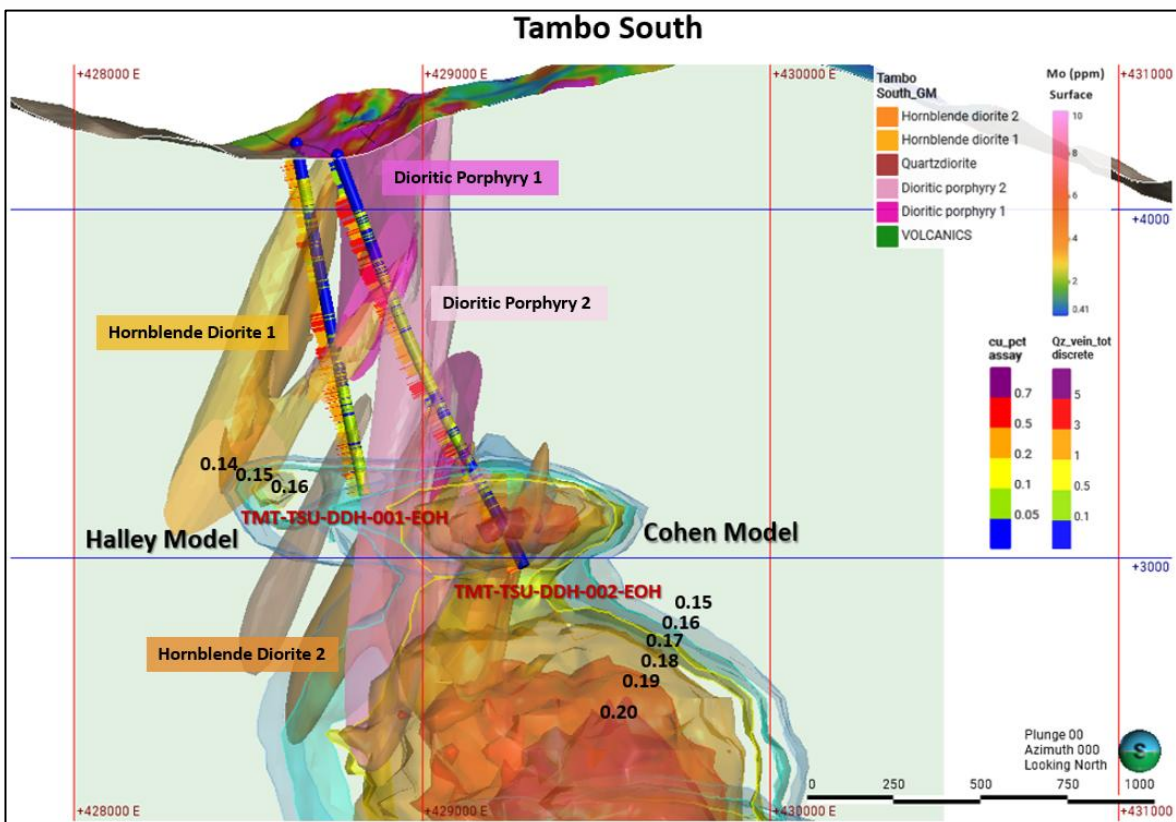 Tambo South
+428000 E
+429000 E
+430000 E
+431000
Tambo
South_GM
Hornblende diorite 2
Hornblende diorite 1
Quartzdiorite
Dioritic porphyry 2
Dioritic porphyry 1
VOLCANICS
Mo (ppm)
Surface
10
8
6
4
2
0.41
Dioritic Porphyry 1
+4000
Dioritic Porphyry 2
Hornblende Diorite 1
cu_pct
assay
0.7
0.5
0.2
0.1
0.05
Qz_vein_tot
discrete
5
3
1
0.5
0.1
0.14
0.15
0.16
TMT-TSU-DDH-001-EOH
Halley Model
Cohen Model
+3000
TMT-TSU-DDH-002-EOH
0.15
0.16
0.17
0.18
0.19
0.20
Hornblende Diorite 2
Plunge 00
Azimuth 000
Looking North
S
0 250 500 750 1000
+428000 E
+429000 E
+430000 E
+431000